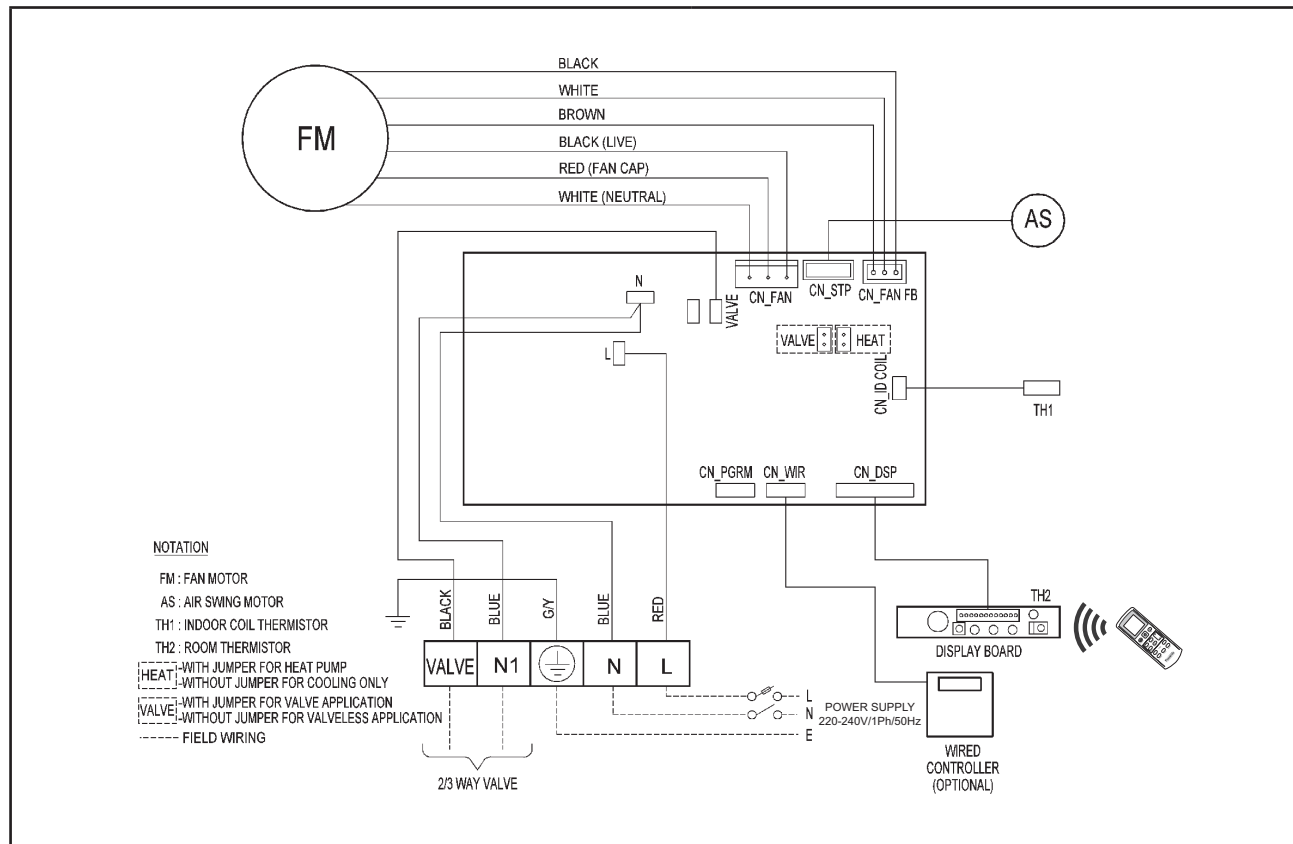 BLACK
WHITE
BROWN
BLACK (LIVE)
RED (FAN CAP)
WHITE (NEUTRAL)
FM
AS
N
VALVE
CN_FAN
CN_STP
CN_FAN FB
L
VALVE
HEAT
CN_ID COIL
TH1
CN_PGRM
CN_WIR
CN_DSP
NOTATION
FM : FAN MOTOR
AS : AIR SWING MOTOR
TH1 : INDOOR COIL THERMISTOR
TH2 : ROOM THERMISTOR
HEAT -WITH JUMPER FOR HEAT PUMP
-WITHOUT JUMPER FOR COOLING ONLY
VALVE -WITH JUMPER FOR VALVE APPLICATION
-WITHOUT JUMPER FOR VALVELESS APPLICATION
------ FIELD WIRING
BLACK
BLUE
G/Y
BLUE
RED
VALVE
N1
N
L
2/3 WAY VALVE
L
N
E
POWER SUPPLY
220-240V/1Ph/50Hz
TH2
DISPLAY BOARD
WIRED
CONTROLLER
(OPTIONAL)